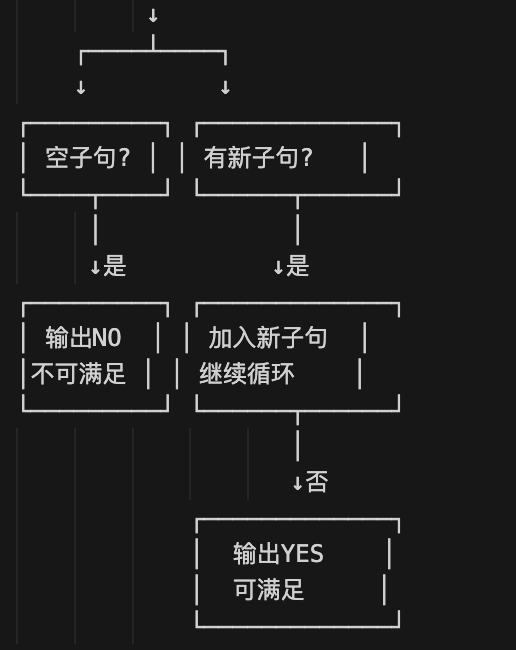 ↓
↓ ↓
空子句? 有新子句?
↓是 ↓是
输出NO 加入新子句
不可满足 继续循环
↓否
输出YES
可满足